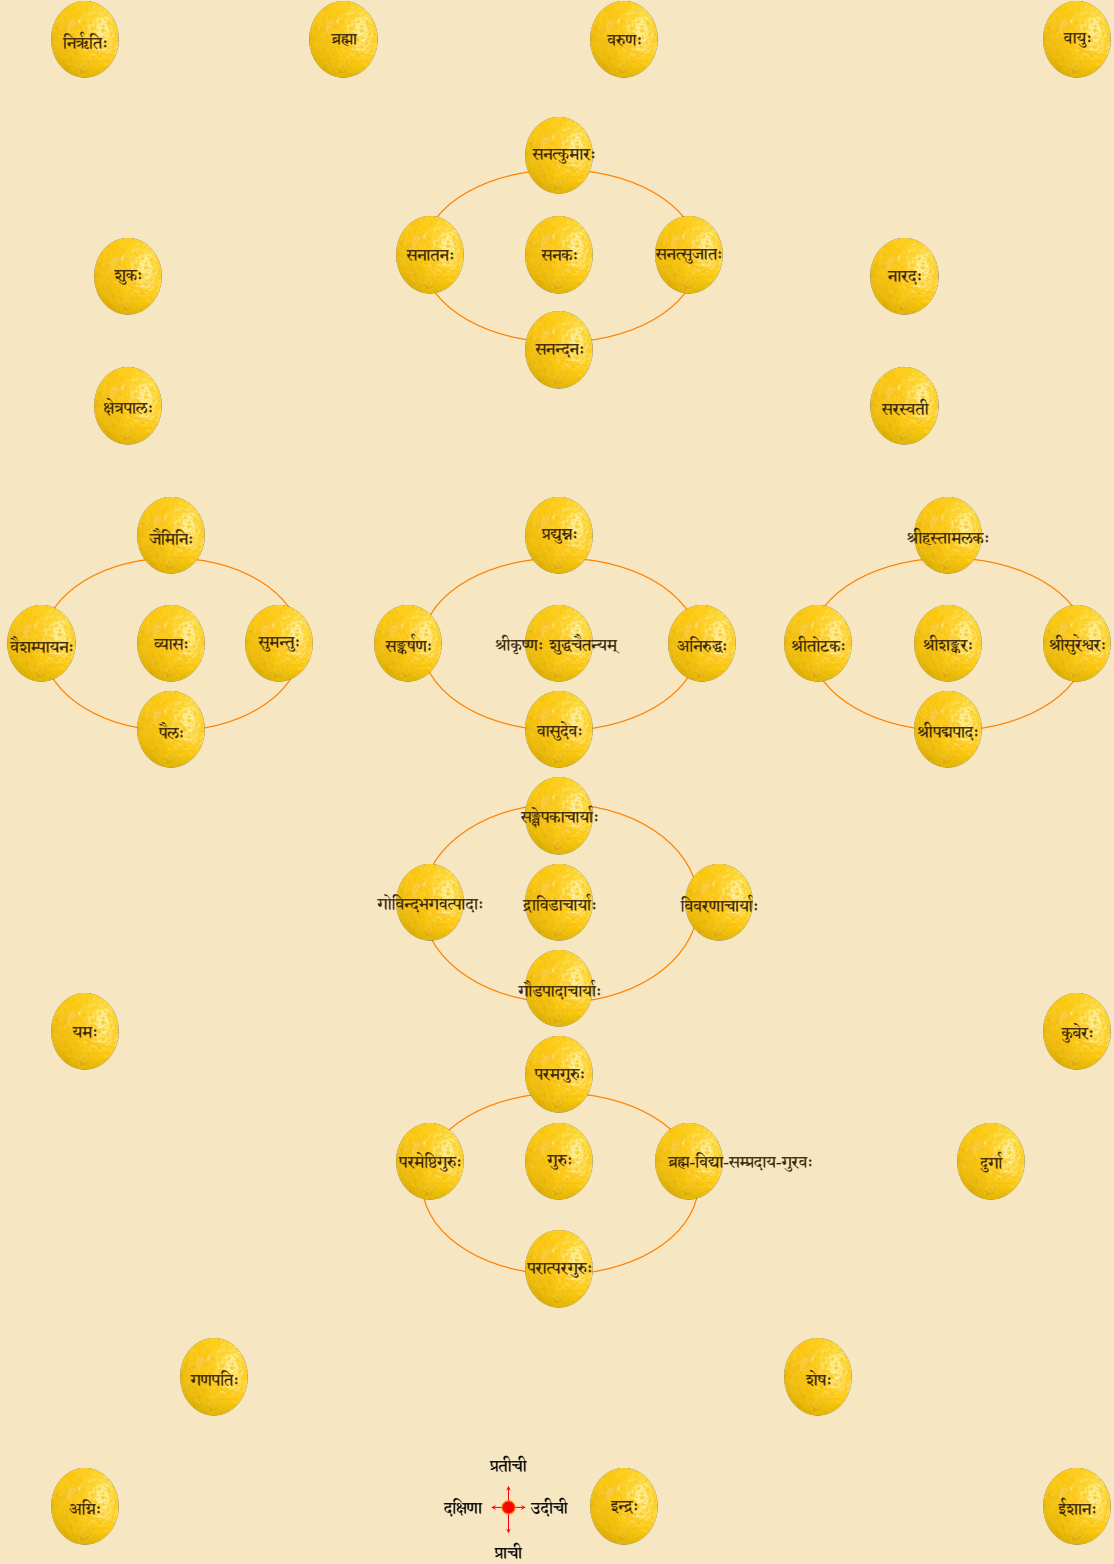 निर्ऋतिः
ब्रह्मा
वरुणः
वायुः
सनत्कुमारः
सनातनः
सनकः
सनत्सुजातः
सनन्दनः
शुकः
नारदः
क्षेत्रपालः
सरस्वती
जैमिनिः
वैशम्पायनः
व्यासः
सुमन्तुः
पैलः
प्रद्युम्नः
सङ्कर्षणः
श्रीकृष्णः शुद्धचैतन्यम्
अनिरुद्धः
वासुदेवः
श्रीहस्तामलकः
श्रीतोटकः
श्रीशङ्करः
श्रीसुरेश्वरः
श्रीपद्मपादः
सङ्क्षेपकाचार्याः
गोविन्दभगवत्पादाः
द्राविडाचार्याः
विवरणाचार्याः
गौडपादाचार्याः
यमः
कुबेरः
परमगुरुः
परमेष्ठिगुरुः
गुरुः
ब्रह्म-विद्या-सम्प्रदाय-गुरवः
दुर्गा
परात्परगुरुः
गणपतिः
शेषः
अग्निः
प्रतीची
दक्षिणा
उदीची
प्राची
इन्द्रः
ईशानः